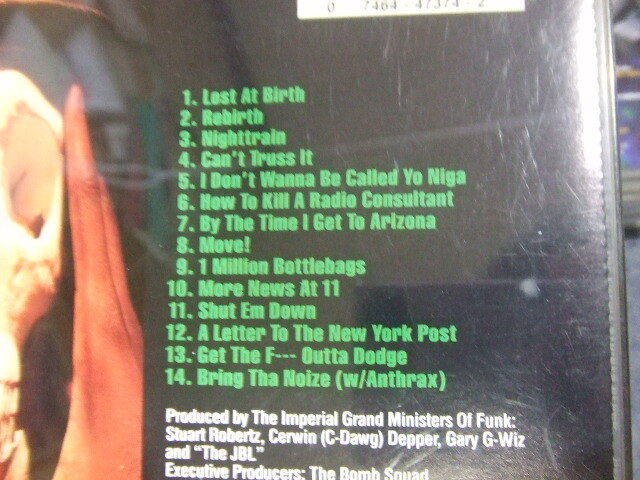 0 7464-47374-2
1. Lost At Birth
2. Rebirth
3. Nighttrain
4. Can't Truss It
5. I Don't Wanna Be Called Yo Niga
6. How To Kill A Radio Consultant
7. By The Time I Get To Arizona
8. Move!
9. 1 Million Bottlebags
10. More News At 11
11. Shut Em Down
12. A Letter To The New York Post
13. Get The F--- Outta Dodge
14. Bring Tha Noize (w/Anthrax)
Produced by The Imperial Grand Ministers Of Funk:
Stuart Robertz, Cerwin (C-Dawg) Depper, Gary G-Wiz
and "The JBL"
Executive Producers: The Bomb Squad